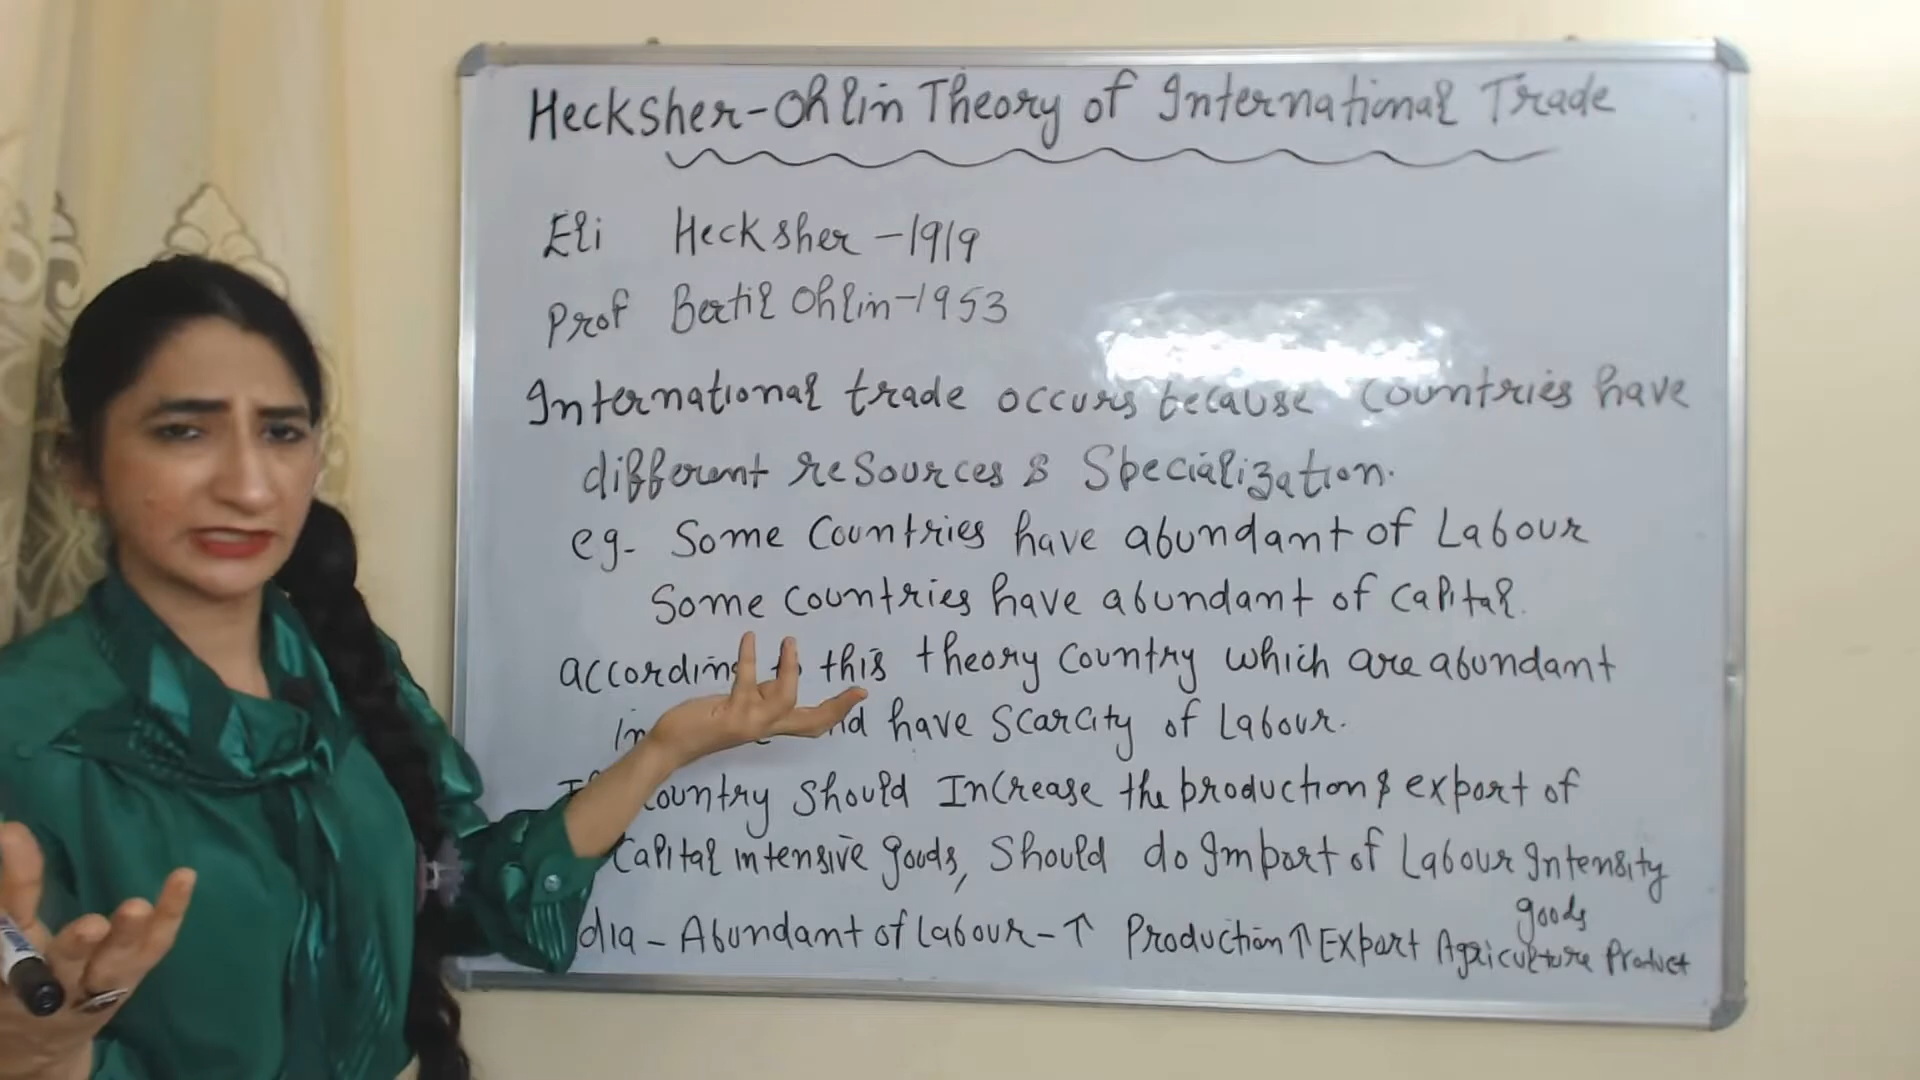 Hecksher-Ohlin Theory of International Trade
Eli Hecksher -1919
Prof Bertil Ohlin-1953
International trade occurs because countries have
different resources & Specialization.
eg- Some Countries have abundant of Labour
Some countries have abundant of capital.
according this theory country which are abundant
In have scarcity of Labour.
country should Increase the production & export of
Capital intensive goods, Should do Import of Labour Intensity
goods
dia - Abundant of Labour - ↑ Production ↑ Export Agriculture Product